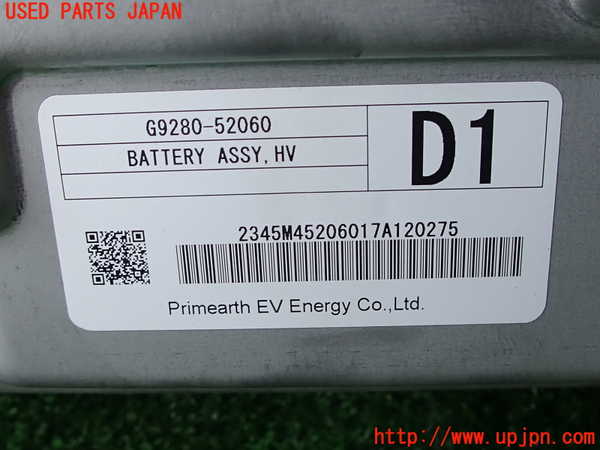 USED PARTS JAPAN
G9280-52060
BATTERY ASSY,HV
D1
2345M45206017A120275
Primearth EV Energy Co.,Ltd.
http://www.upjpn.com